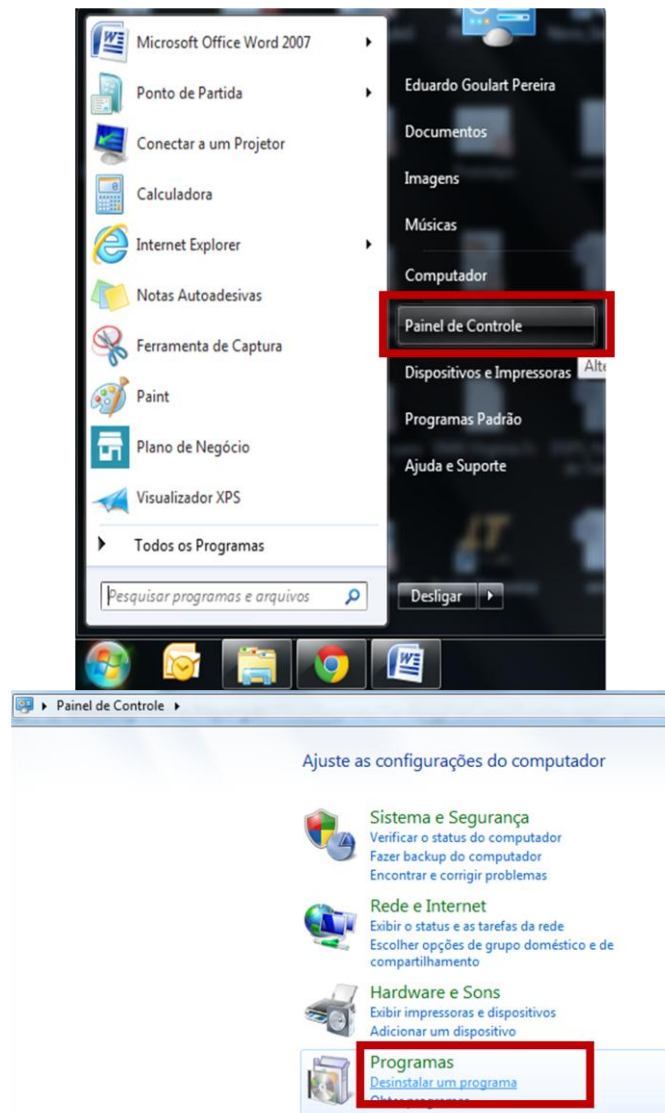 Microsoft Office Word 2007
Ponto de Partida
Conectar a um Projetor
Calculadora
Internet Explorer
Notas Autoadesivas
Ferramenta de Captura
Paint
Plano de Negócio
Visualizador XPS
Todos os Programas
Pesquisar programas e arquivos
Eduardo Goulart Pereira
Documentos
Imagens
Músicas
Computador
Painel de Controle
Dispositivos e Impressoras
Programas Padrão
Ajuda e Suporte
Desligar
Painel de Controle
Ajuste as configurações do computador
Sistema e Segurança
Verificar o status do computador
Fazer backup do computador
Encontrar e corrigir problemas
Rede e Internet
Exibir o status e as tarefas da rede
Escolher opções de grupo doméstico e de
compartilhamento
Hardware e Sons
Exibir impressoras e dispositivos
Adicionar um dispositivo
Programas
Desinstalar um programa
Obter programas